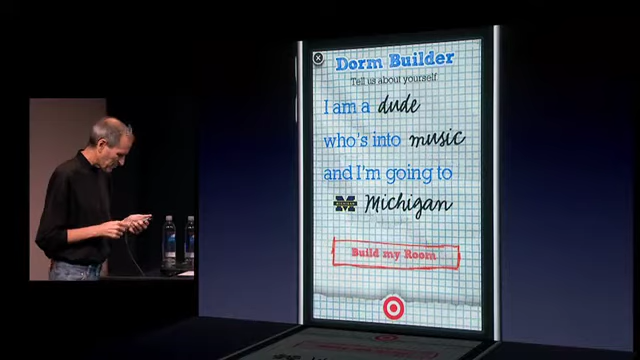 Dorm Builder
Tell us about yourself
I am a dude
who's into music
and I'm going to
Michigan
Build my Room